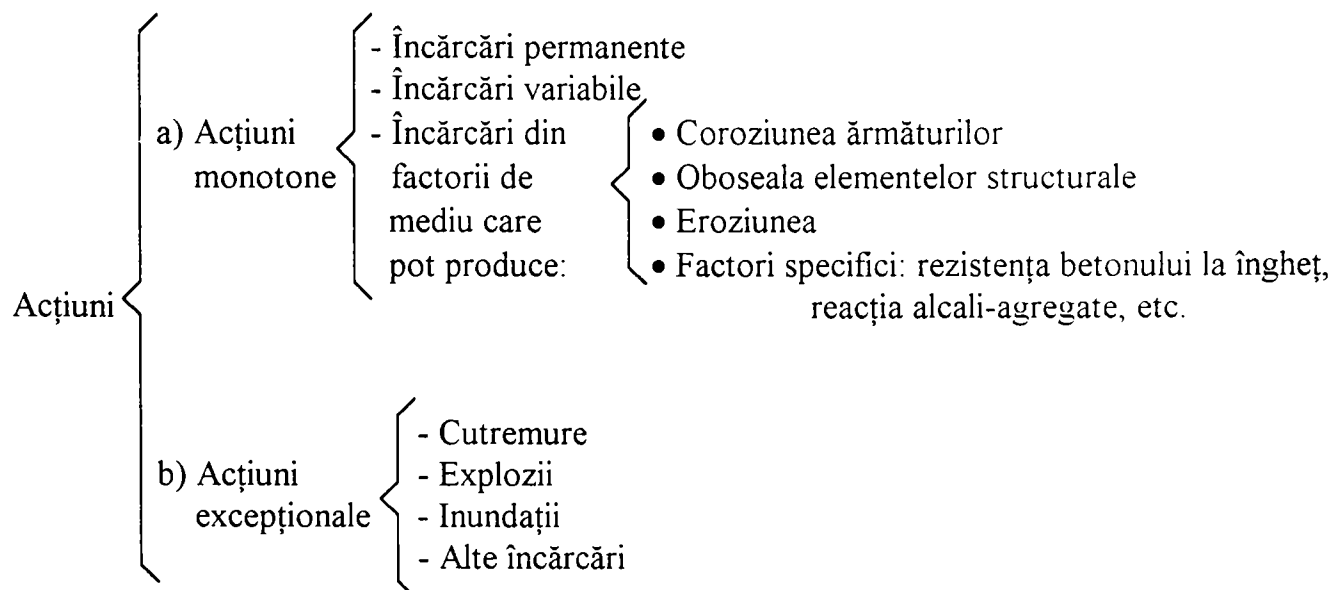 - Încărcări permanente
- Încărcări variabile
a) Acțiuni monotone
- Încărcări din factorii de mediu care pot produce:
• Coroziunea ărmăturilor
• Oboseala elementelor structurale
• Eroziunea
• Factori specifici: rezistența betonului la îngheț,
reacția alcali-agregate, etc.
Acțiuni
b) Acțiuni excepționale
- Cutremure
- Explozii
- Inundații
- Alte încărcări